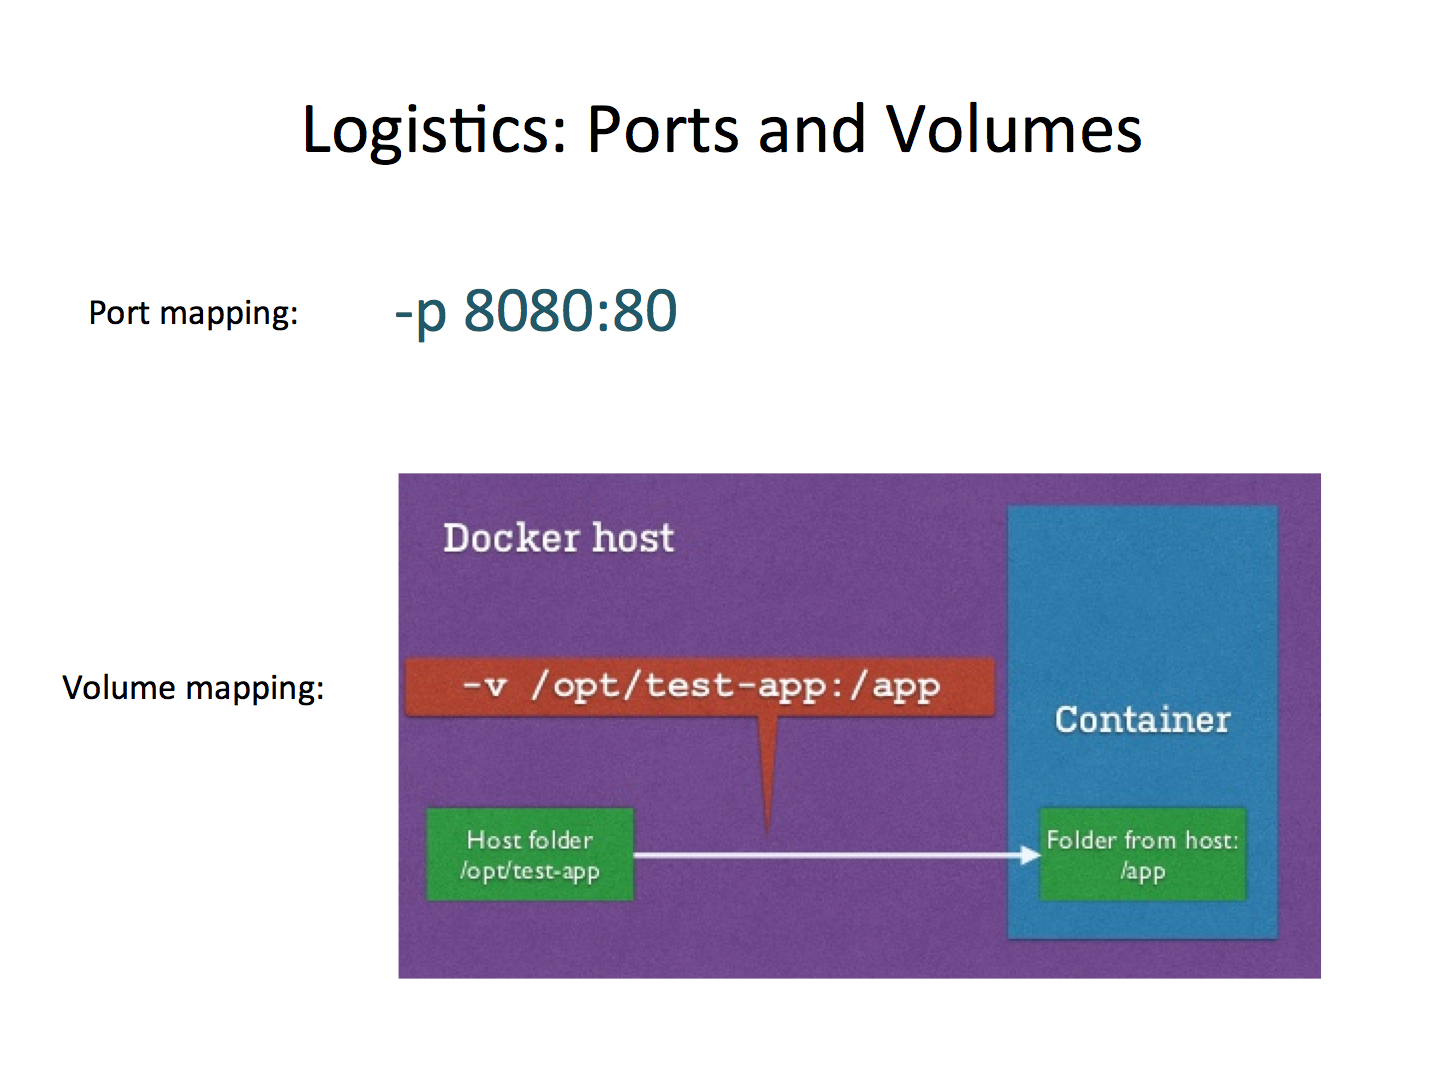 Logistics: Ports and Volumes
Port mapping:
-p 8080:80
Volume mapping:
Docker host
-v /opt/test-app:/app
Container
Host folder
/opt/test-app
Folder from host:
/app